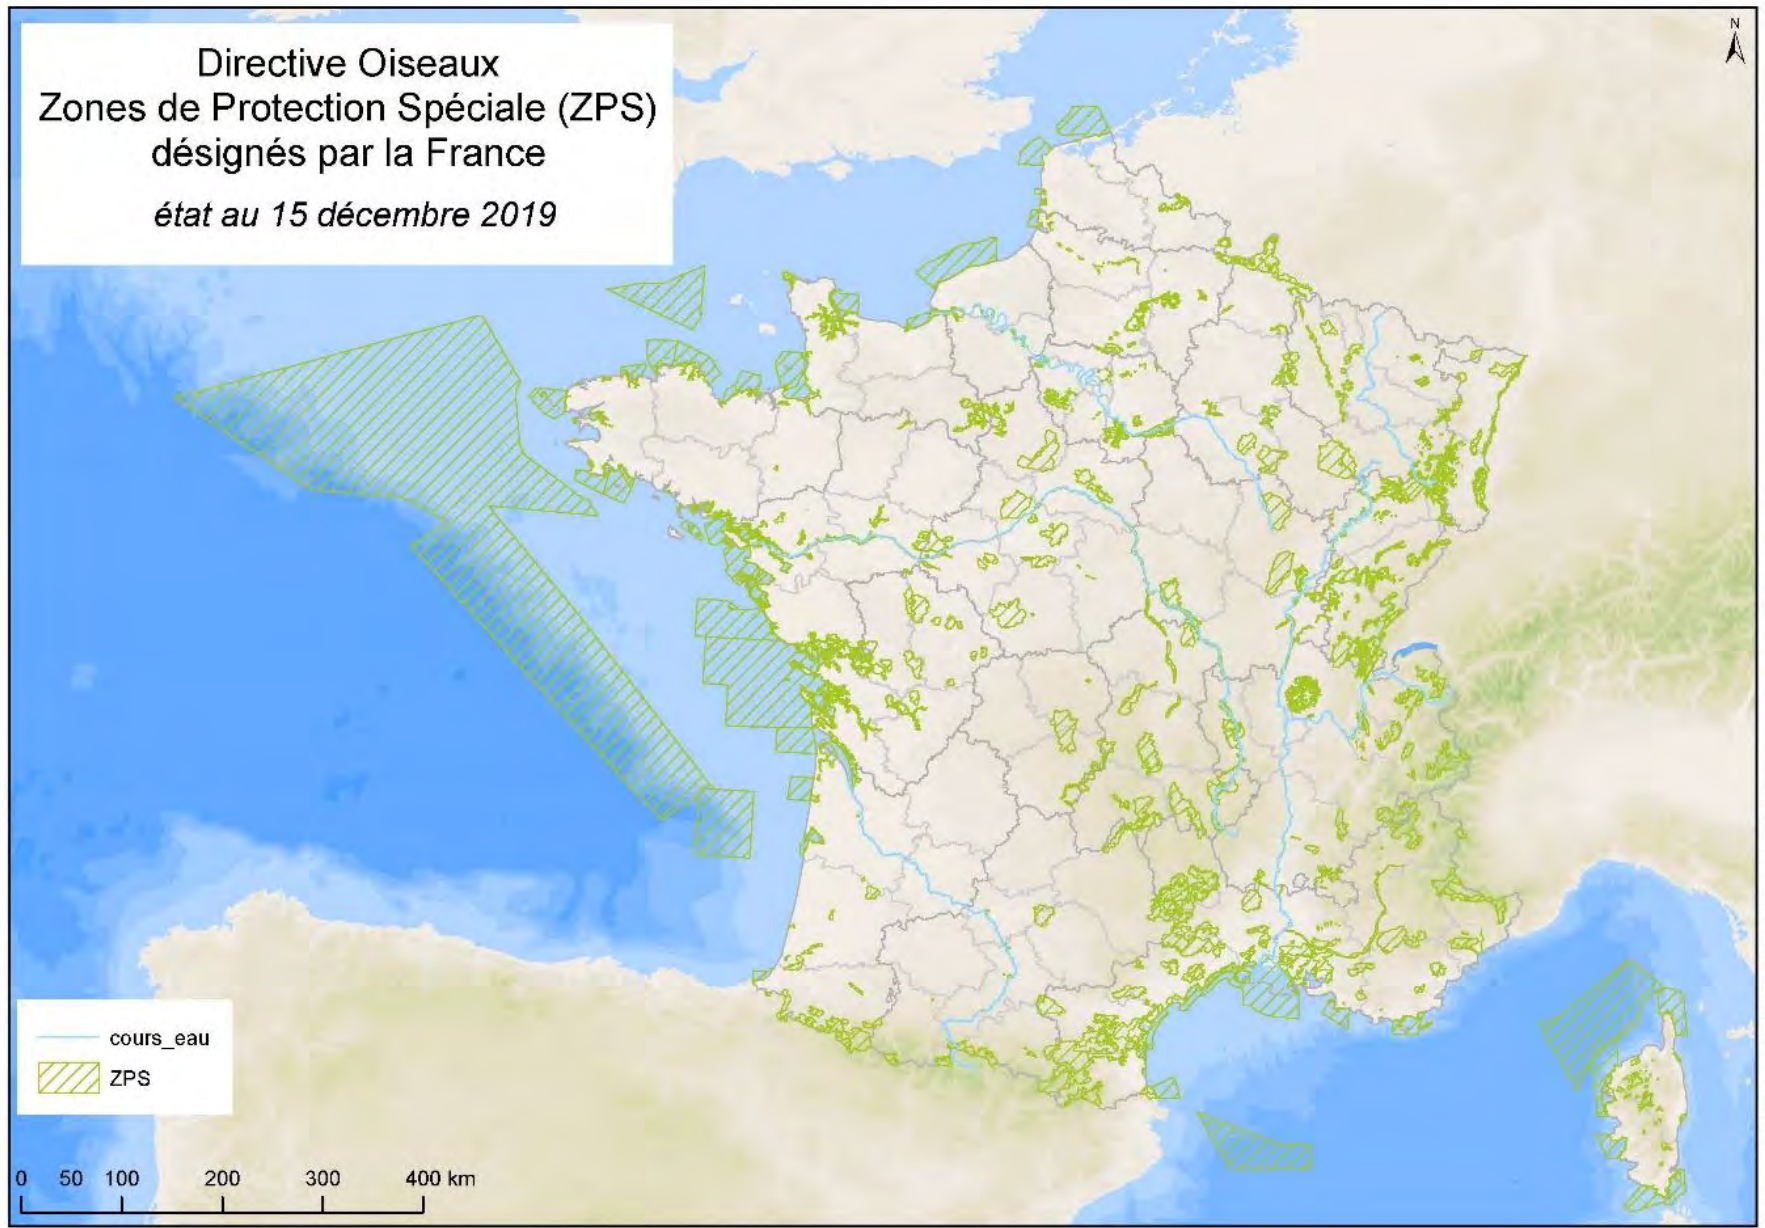 Directive Oiseaux
Zones de Protection Spéciale (ZPS)
désignés par la France
état au 15 décembre 2019
N
cours_eau
ZPS
0 50 100 200 300 400 km